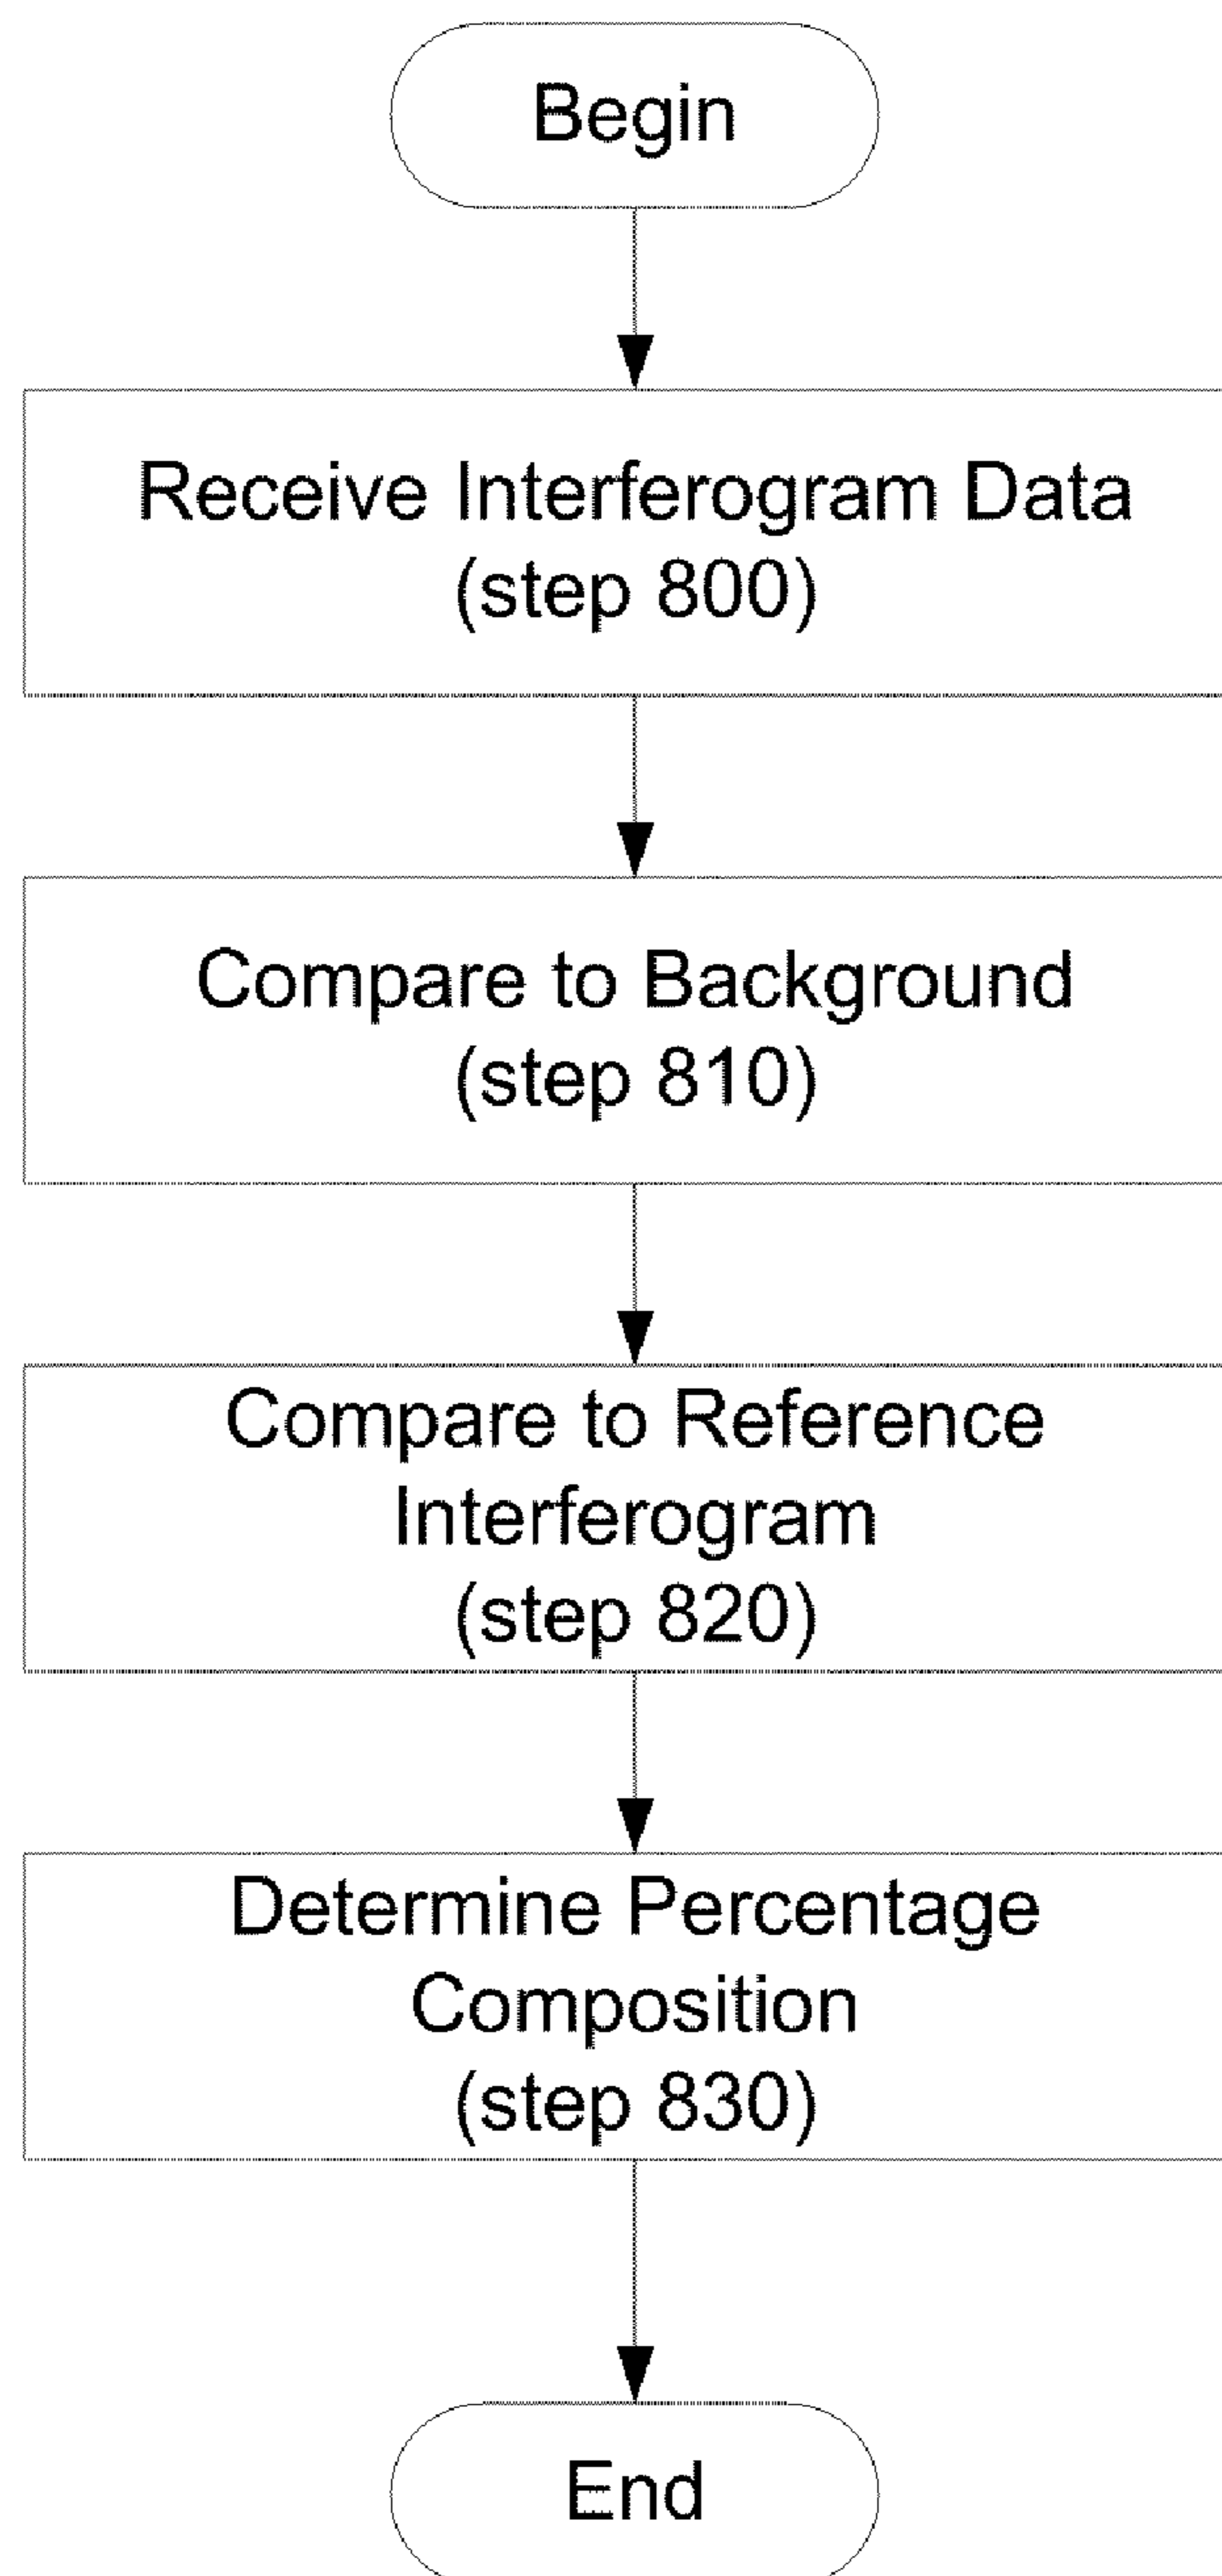 Begin
Receive Interferogram Data
(step 800)
Compare to Background
(step 810)
Compare to Reference
Interferogram
(step 820)
Determine Percentage
Composition
(step 830)
End